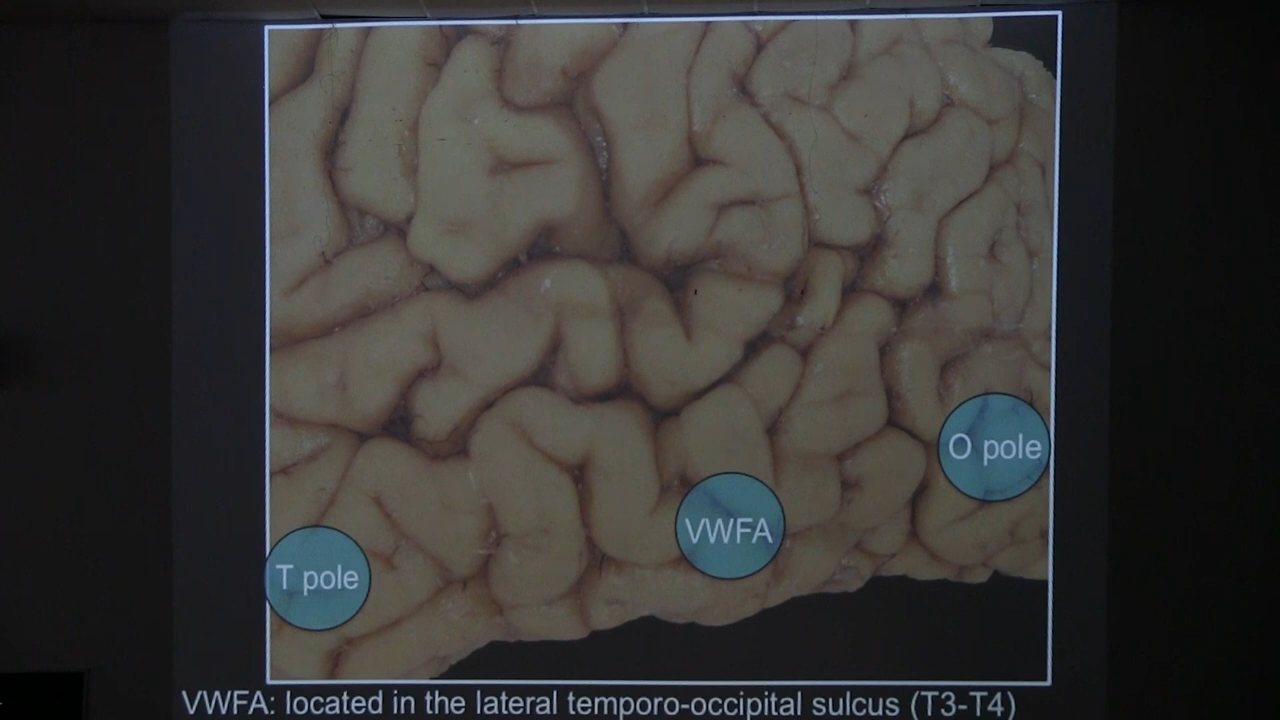 O pole
VWFA
T pole
VWFA: located in the lateral temporo-occipital sulcus (T3-T4)